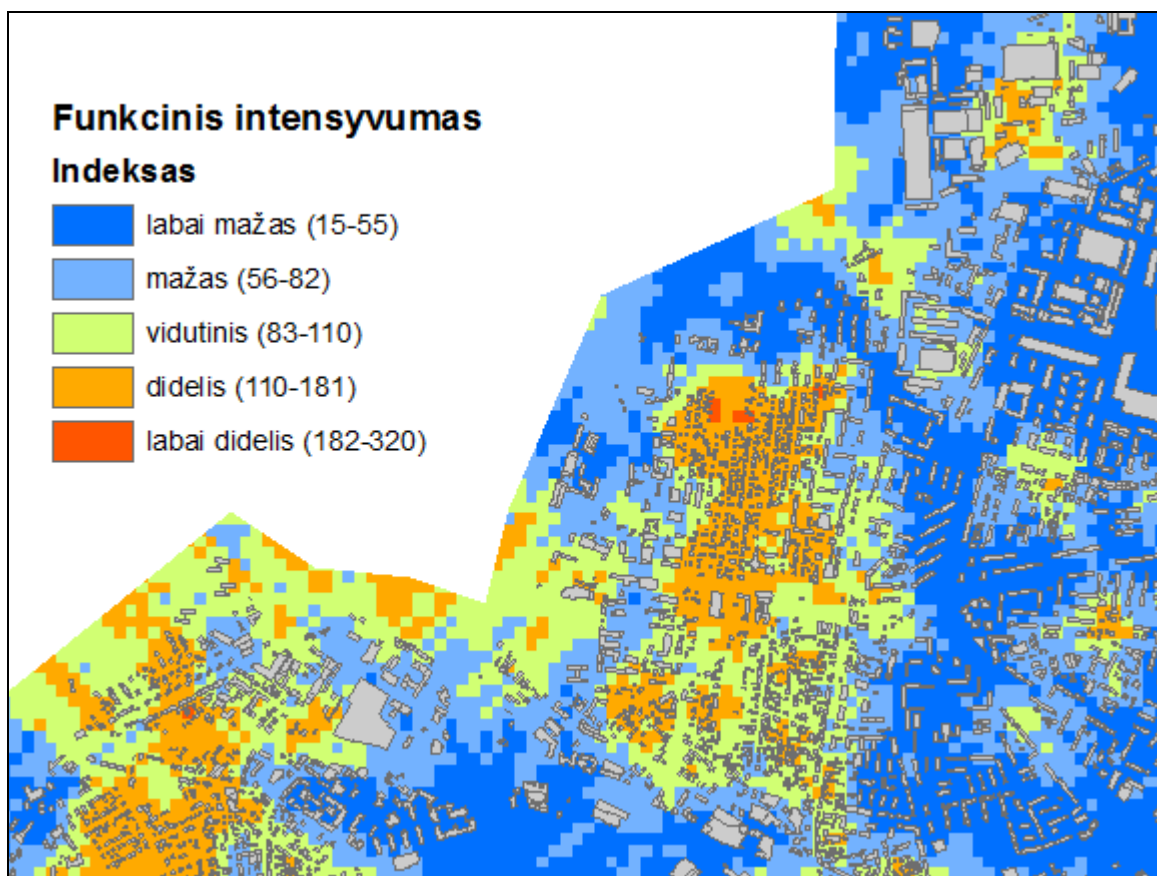 Funkcinis intensyvumas
Indeksas
labai mažas (15-55)
mažas (56-82)
vidutinis (83-110)
didelis (110-181)
labai didelis (182-320)